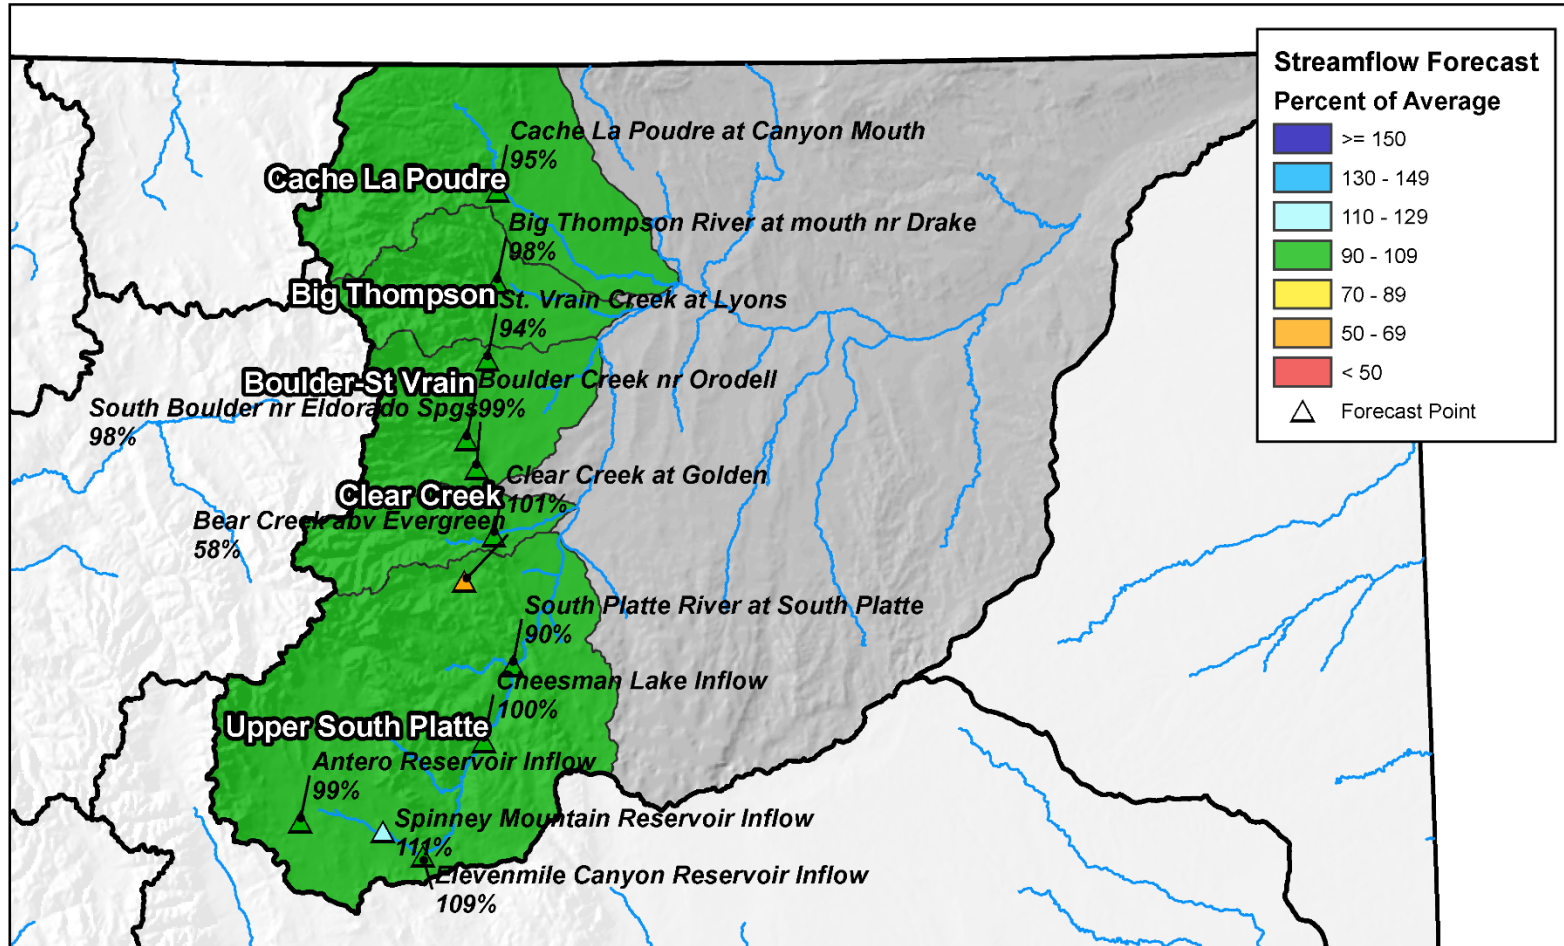 Streamflow Forecast
Percent of Average
>= 150
130 - 149
110 - 129
90 - 109
70 - 89
50 - 69
< 50
Forecast Point
Cache La Poudre at Canyon Mouth
95%
Cache La Poudre
Big Thompson River at mouth nr Drake
98%
Big Thompson
St. Vrain Creek at Lyons
94%
Boulder-St Vrain
Boulder Creek nr Orodell
99%
South Boulder nr Eldorado Spgs
98%
Clear Creek at Golden
101%
Clear Creek
Bear Creek abv Evergreen
58%
South Platte River at South Platte
90%
Cheesman Lake Inflow
100%
Upper South Platte
Antero Reservoir Inflow
99%
Spinney Mountain Reservoir Inflow
111%
Elevenmile Canyon Reservoir Inflow
109%